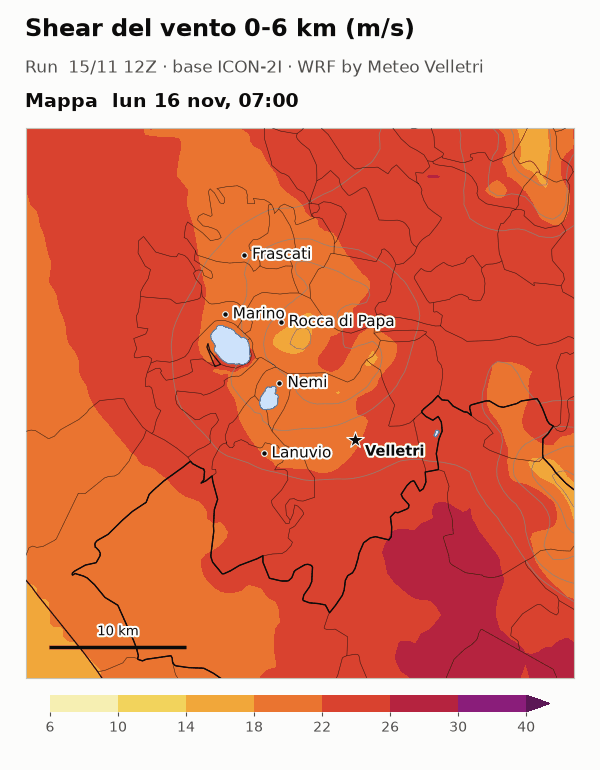 Shear del vento 0-6 km (m/s)
Run  15/11 12Z · base ICON-2I · WRF by Meteo Velletri
Mappa  lun 16 nov, 07:00
Frascati
Marino
Rocca di Papa
Nemi
Velletri
Lanuvio
10 km
6 10 14 18 22 26 30 40